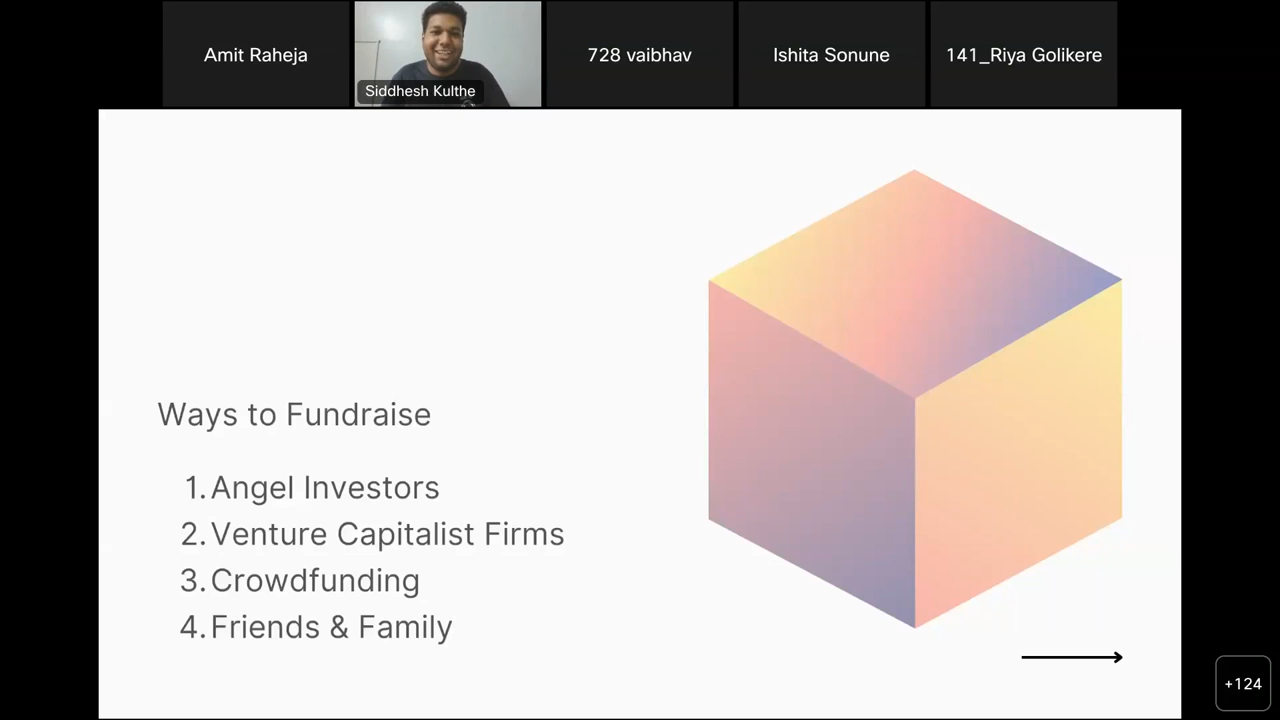 Amit Raheja
Siddhesh Kulthe
728 vaibhav
Ishita Sonune
141_Riya Golikere
Ways to Fundraise
1. Angel Investors
2. Venture Capitalist Firms
3. Crowdfunding
4. Friends & Family
+124